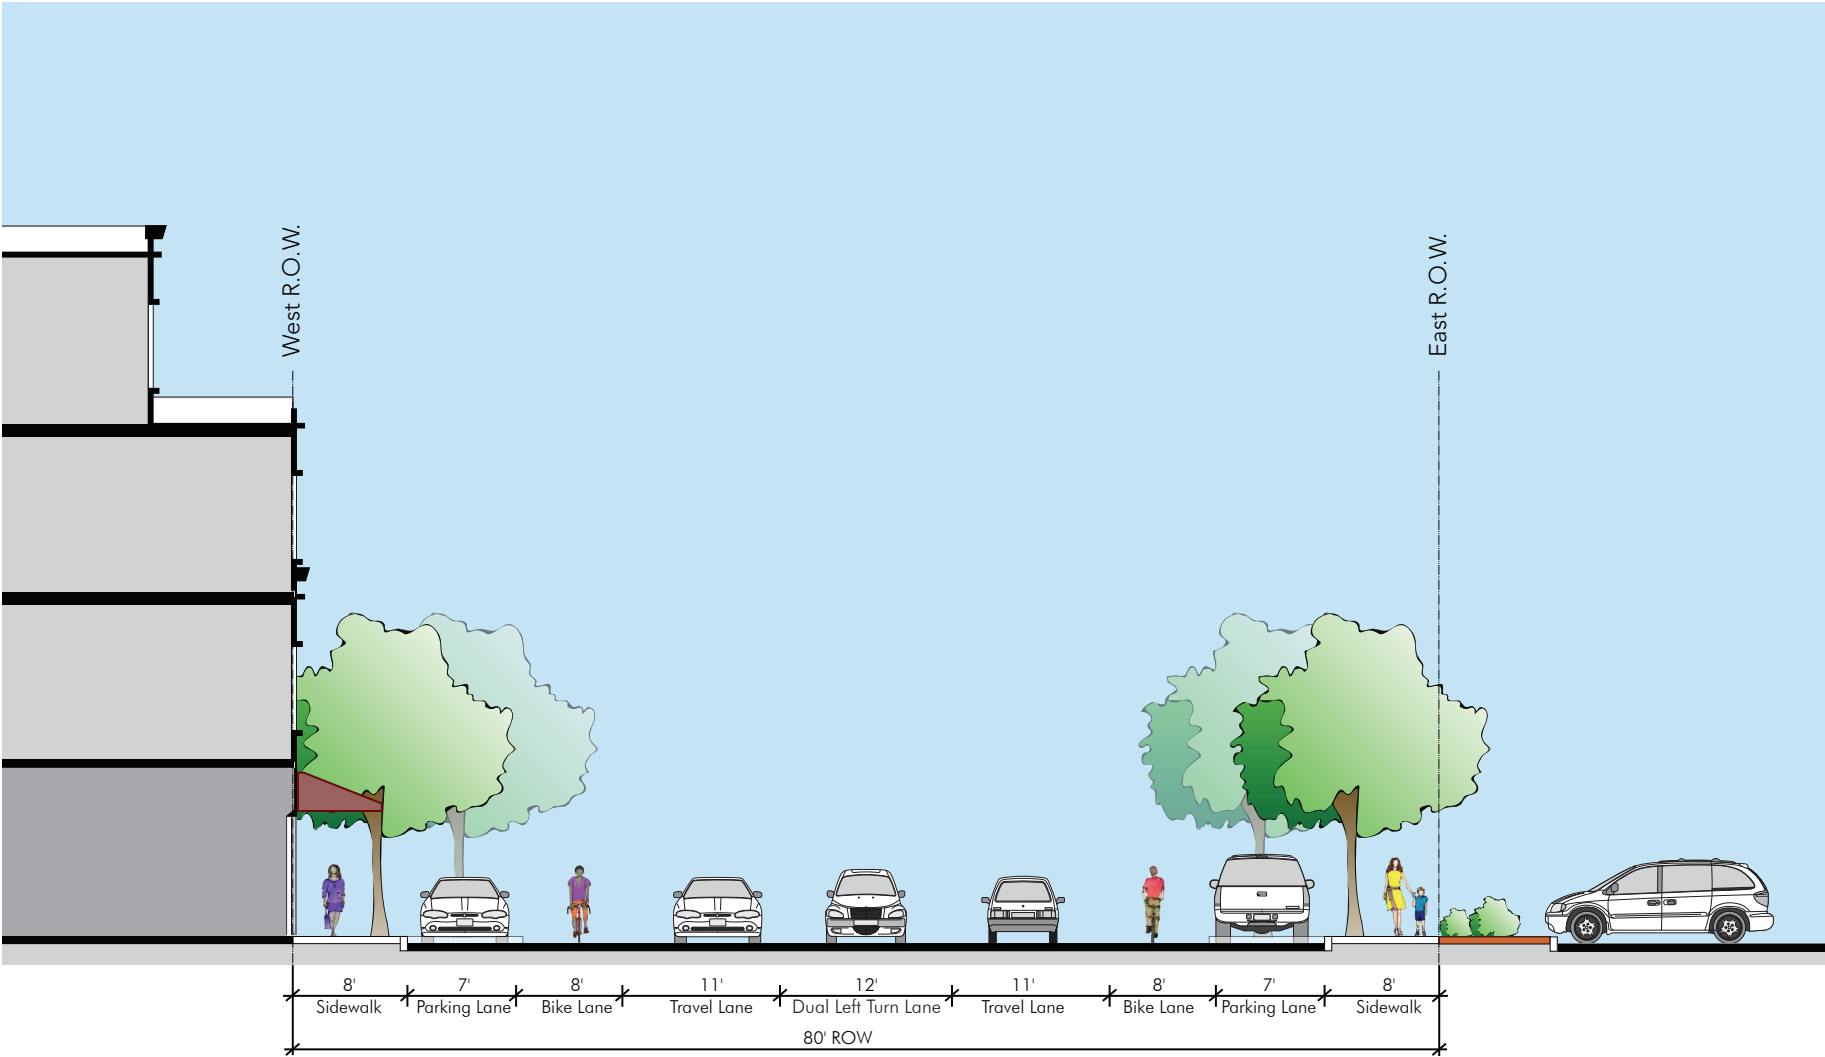 West R.O.W.
East R.O.W.
8' 7' 8' 11' 12' 11' 8' 7' 8'
Sidewalk Parking Lane Bike Lane Travel Lane Dual Left Turn Lane Travel Lane Bike Lane Parking Lane Sidewalk
80' ROW